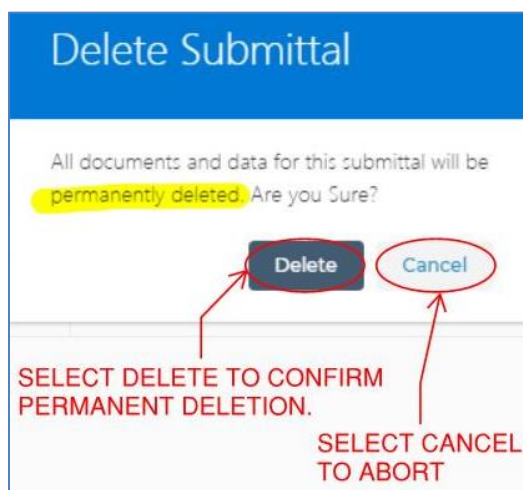 Delete Submittal
All documents and data for this submittal will be
permanently deleted. Are you Sure?
Delete Cancel
SELECT DELETE TO CONFIRM
PERMANENT DELETION.
SELECT CANCEL
TO ABORT